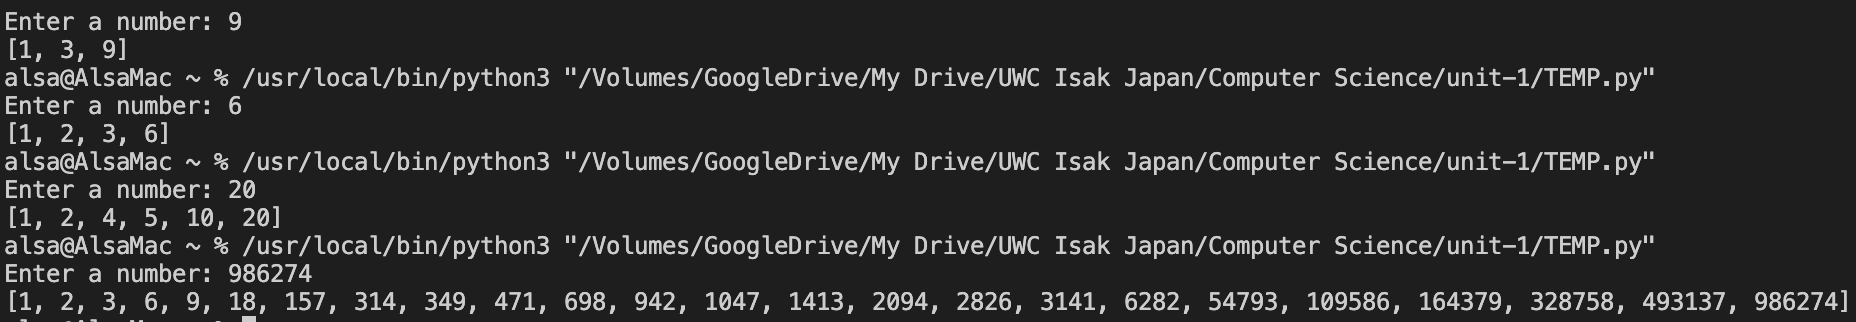 Enter a number: 9
[1, 3, 9]
alsa@AlsaMac ~ % /usr/local/bin/python3 "/Volumes/GoogleDrive/My Drive/UWC Isak Japan/Computer Science/unit-1/TEMP.py"
Enter a number: 6
[1, 2, 3, 6]
alsa@AlsaMac ~ % /usr/local/bin/python3 "/Volumes/GoogleDrive/My Drive/UWC Isak Japan/Computer Science/unit-1/TEMP.py"
Enter a number: 20
[1, 2, 4, 5, 10, 20]
alsa@AlsaMac ~ % /usr/local/bin/python3 "/Volumes/GoogleDrive/My Drive/UWC Isak Japan/Computer Science/unit-1/TEMP.py"
Enter a number: 986274
[1, 2, 3, 6, 9, 18, 157, 314, 349, 471, 698, 942, 1047, 1413, 2094, 2826, 3141, 6282, 54793, 109586, 164379, 328758, 493137, 986274]